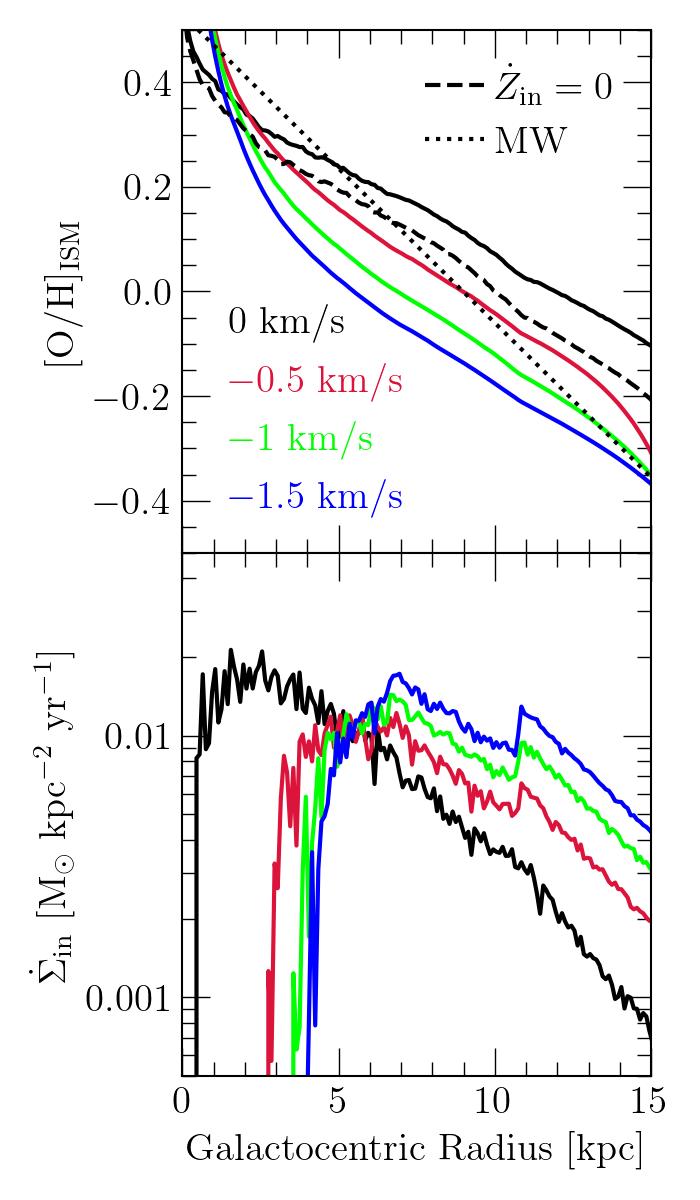 0.4
0.2
0.0
−0.2
−0.4
[O/H]ISM
Żin = 0
MW
0 km/s
−0.5 km/s
−1 km/s
−1.5 km/s
0.01
0.001
Σ̇in [M⊙ kpc−2 yr−1]
0 5 10 15
Galactocentric Radius [kpc]